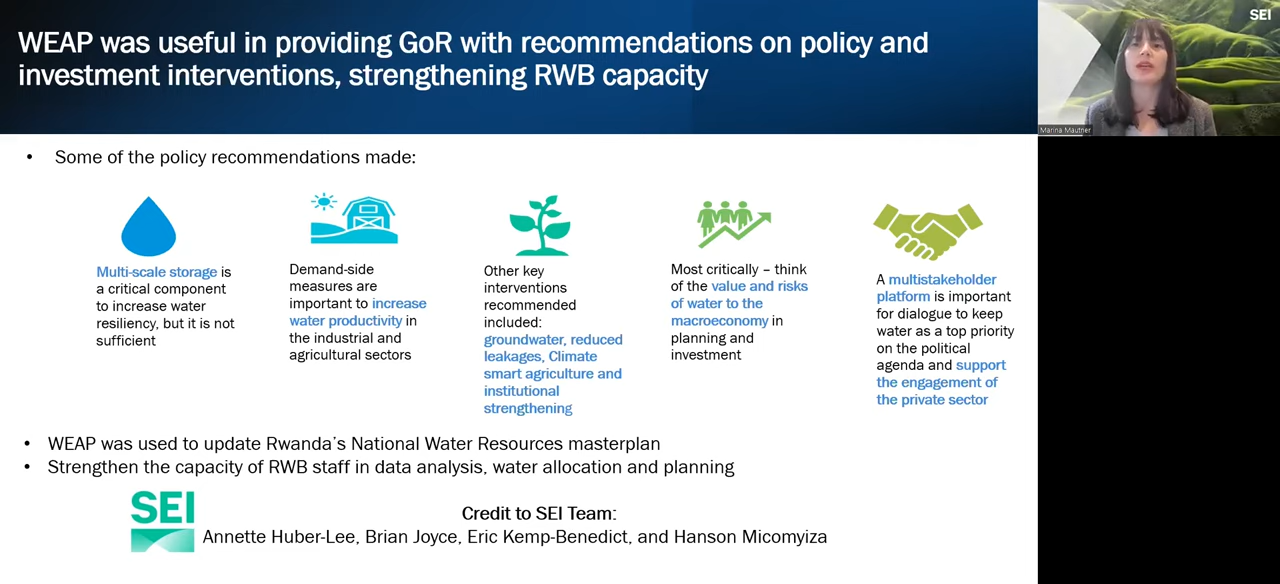 WEAP was useful in providing GoR with recommendations on policy and
investment interventions, strengthening RWB capacity
SEI
Marina Mautner
• Some of the policy recommendations made:
Multi-scale storage is
a critical component
to increase water
resiliency, but it is not
sufficient
Demand-side
measures are
important to increase
water productivity in
the industrial and
agricultural sectors
Other key
interventions
recommended
included:
groundwater, reduced
leakages, Climate
smart agriculture and
institutional
strengthening
Most critically – think
of the value and risks
of water to the
macroeconomy in
planning and
investment
A multistakeholder
platform is important
for dialogue to keep
water as a top priority
on the political
agenda and support
the engagement of
the private sector
• WEAP was used to update Rwanda's National Water Resources masterplan
• Strengthen the capacity of RWB staff in data analysis, water allocation and planning
SEI
Credit to SEI Team:
Annette Huber-Lee, Brian Joyce, Eric Kemp-Benedict, and Hanson Micomyiza